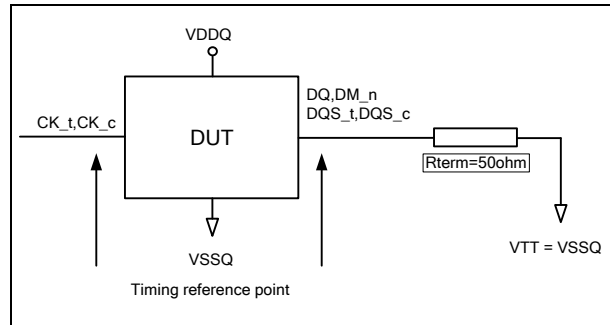 VDDQ
CK_t,CK_c
DUT
DQ,DM_n
DQS_t,DQS_c
Rterm=50ohm
VSSQ
VTT = VSSQ
Timing reference point